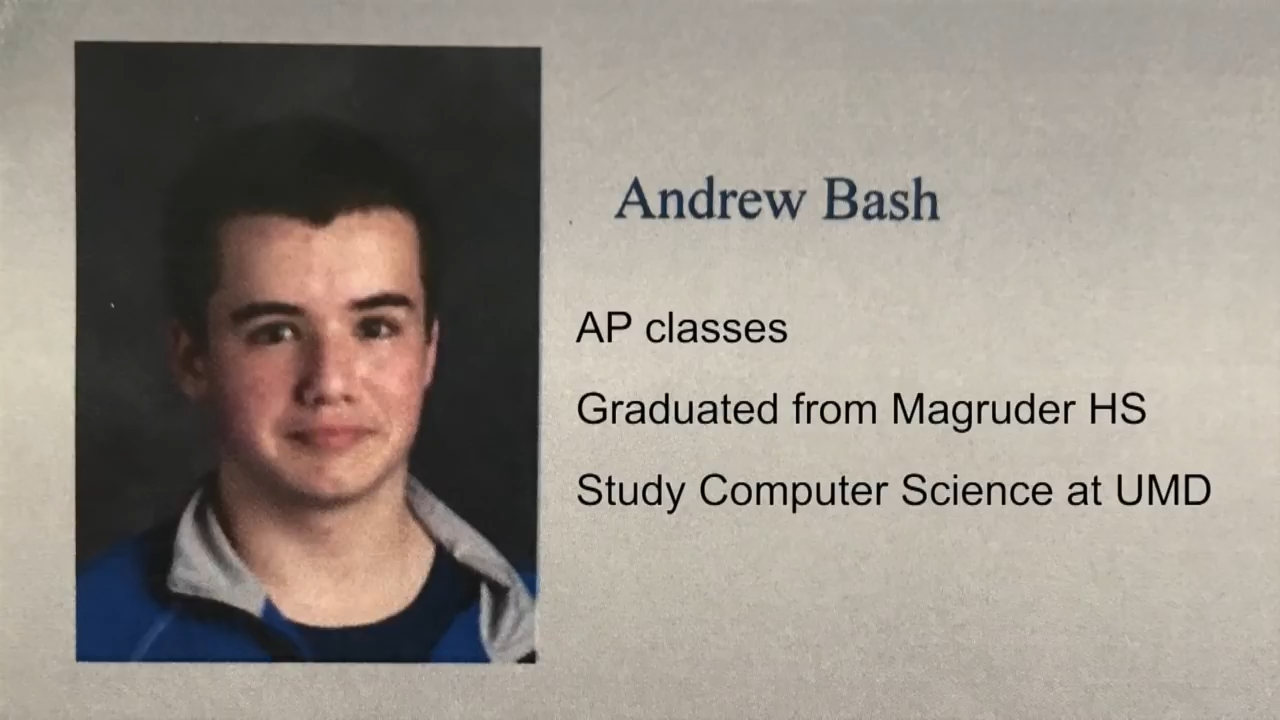 Andrew Bash
AP classes
Graduated from Magruder HS
Study Computer Science at UMD